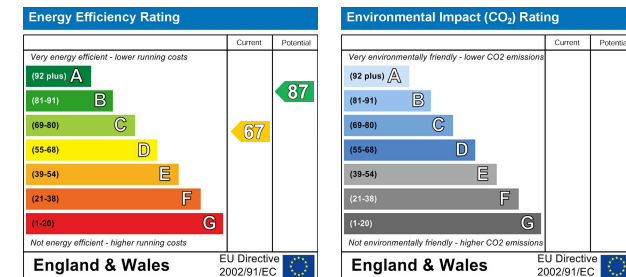 Energy Efficiency Rating
Current Potential
Very energy efficient - lower running costs
(92 plus) A
(81-91) B
(69-80) C
(55-68) D
(39-54) E
(21-38) F
(1-20) G
87
67
Not energy efficient - higher running costs
England & Wales
EU Directive
2002/91/EC
Environmental Impact (CO2) Rating
Current Potential
Very environmentally friendly - lower CO2 emissions
(92 plus) A
(81-91) B
(69-80) C
(55-68) D
(39-54) E
(21-38) F
(1-20) G
Not environmentally friendly - higher CO2 emissions
England & Wales
EU Directive
2002/91/EC